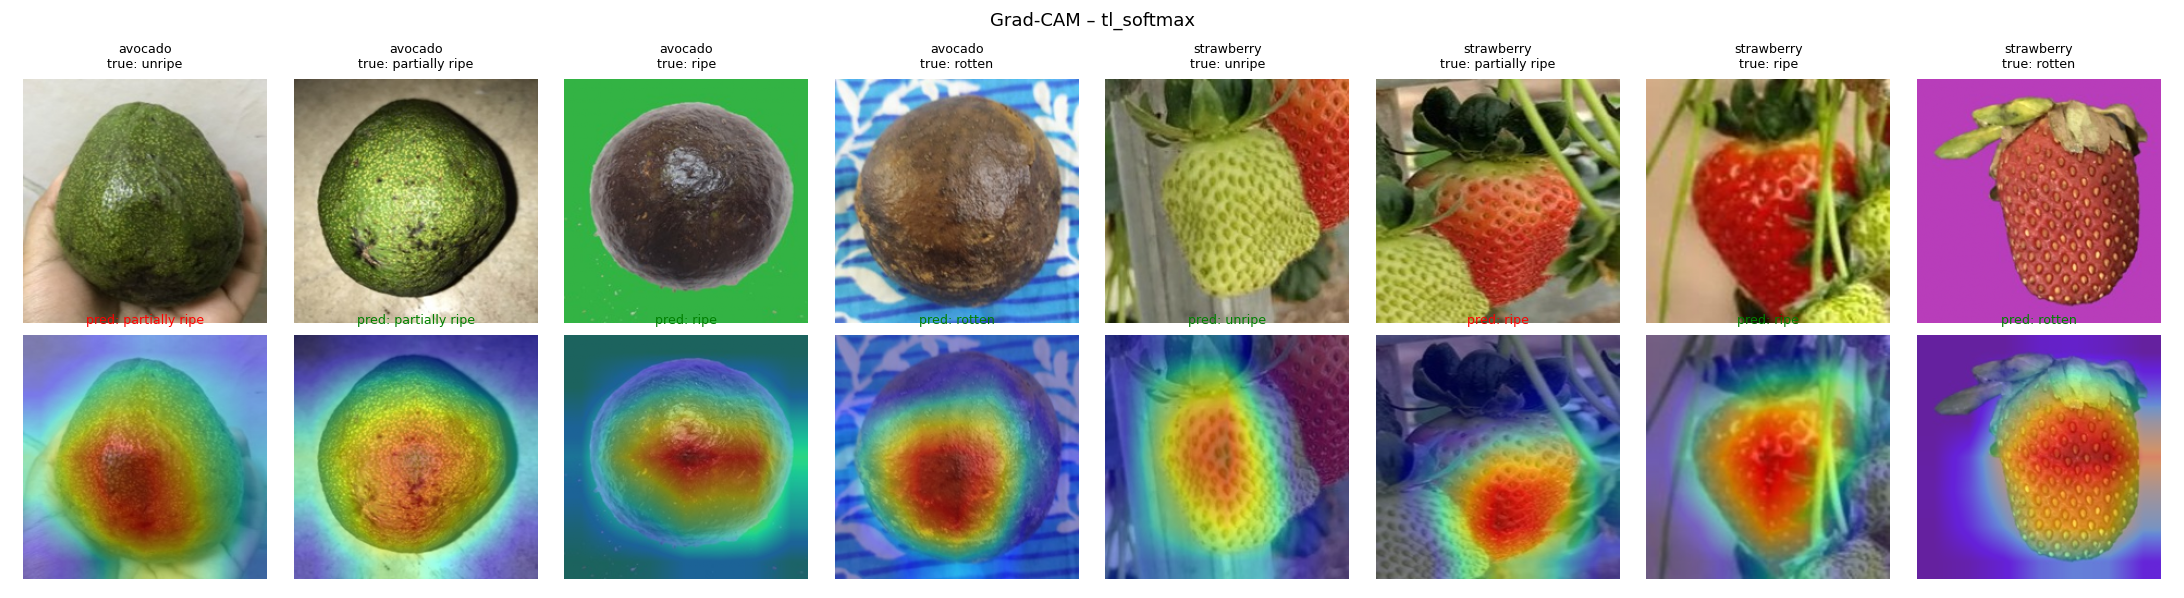 Grad-CAM – tl_softmax
avocado
true: unripe
avocado
true: partially ripe
avocado
true: ripe
avocado
true: rotten
strawberry
true: unripe
strawberry
true: partially ripe
strawberry
true: ripe
strawberry
true: rotten
pred: partially ripe
pred: partially ripe
pred: ripe
pred: rotten
pred: unripe
pred: ripe
pred: ripe
pred: rotten